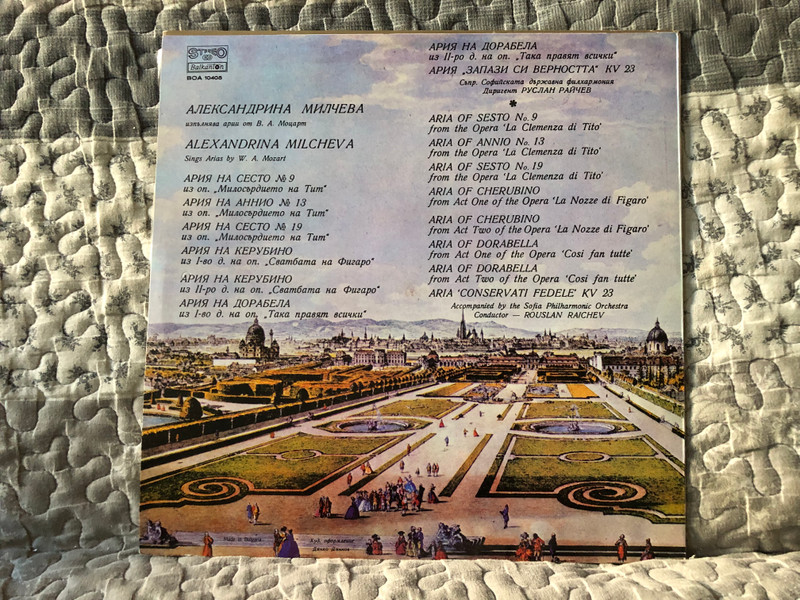 STEREO
Balkanton
ВОА 10408
АЛЕКСАНДРИНА МИЛЧЕВА
изпълнява арии от В. А. Моцарт
ALEXANDRINA MILCHEVA
Sings Arias by W. A. Mozart
АРИЯ НА СЕСТО № 9
из оп. „Милосърдието на Тит"
АРИЯ НА АННИО № 13
из оп. „Милосърдието на Тит"
АРИЯ НА СЕСТО № 19
из оп. „Милосърдието на Тит"
АРИЯ НА КЕРУБИНО
из I-во д. на оп. „Сватбата на Фигаро"
АРИЯ НА КЕРУБИНО
из II-ро д. на оп. „Сватбата на Фигаро"
АРИЯ НА ДОРАБЕЛА
из I-во д. на оп. „Така правят всички"
АРИЯ НА ДОРАБЕЛА
из II-ро д. на оп. „Така правят всички"
АРИЯ „ЗАПАЗИ СИ ВЕРНОСТТА" KV 23
Съпр. Софийската държавна филхармония
Диригент РУСЛАН РАЙЧЕВ
*
ARIA OF SESTO No. 9
from the Opera 'La Clemenza di Tito'
ARIA OF ANNIO No. 13
from the Opera 'La Clemenza di Tito'
ARIA OF SESTO No. 19
from the Opera 'La Clemenza di Tito'
ARIA OF CHERUBINO
from Act One of the Opera 'La Nozze di Figaro'
ARIA OF CHERUBINO
from Act Two of the Opera 'La Nozze di Figaro'
ARIA OF DORABELLA
from Act One of the Opera 'Cosi fan tutte'
ARIA OF DORABELLA
from Act Two of the Opera 'Cosi fan tutte'
ARIA 'CONSERVATI FEDELE' KV 23
Accompanied by the Sofia Philharmonic Orchestra
Conductor — ROUSLAN RAICHEV
Made in Bulgaria
Худ. оформление